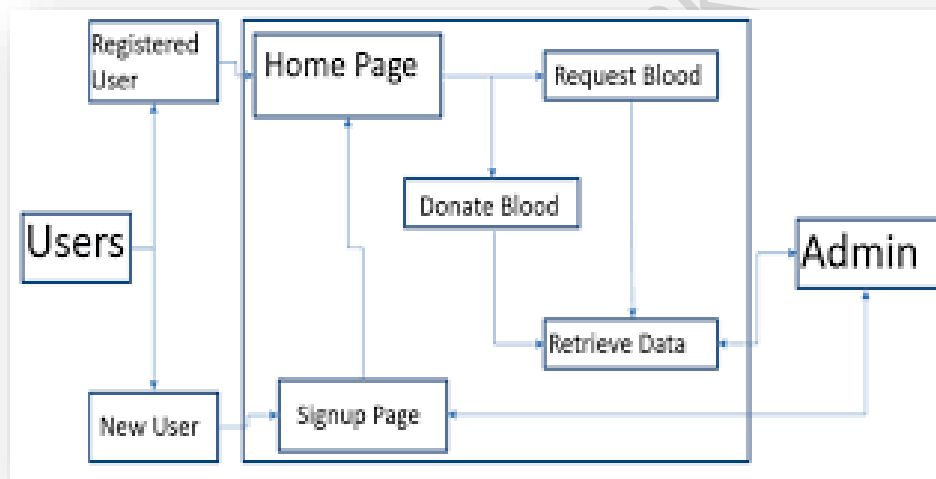 Registered
User
Home Page
Request Blood
Donate Blood
Users
Admin
Retrieve Data
Signup Page
New User